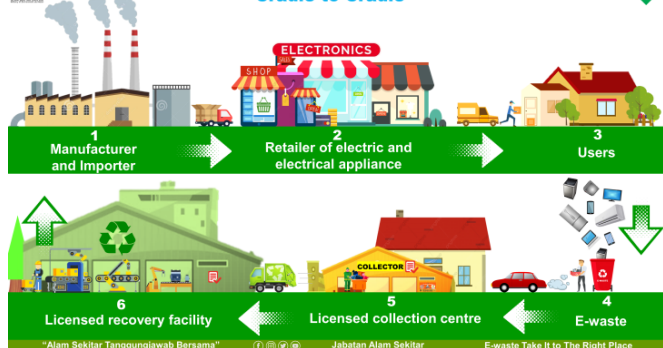 Cradle to Cradle
ELECTRONICS
SHOP
1
Manufacturer
and Importer
2
Retailer of electric and
electrical appliance
3
Users
COLLECTOR
6
Licensed recovery facility
5
Licensed collection centre
4
E-waste
"Alam Sekitar Tanggungjawab Bersama"
Jabatan Alam Sekitar
E-waste Take It to The Right Place